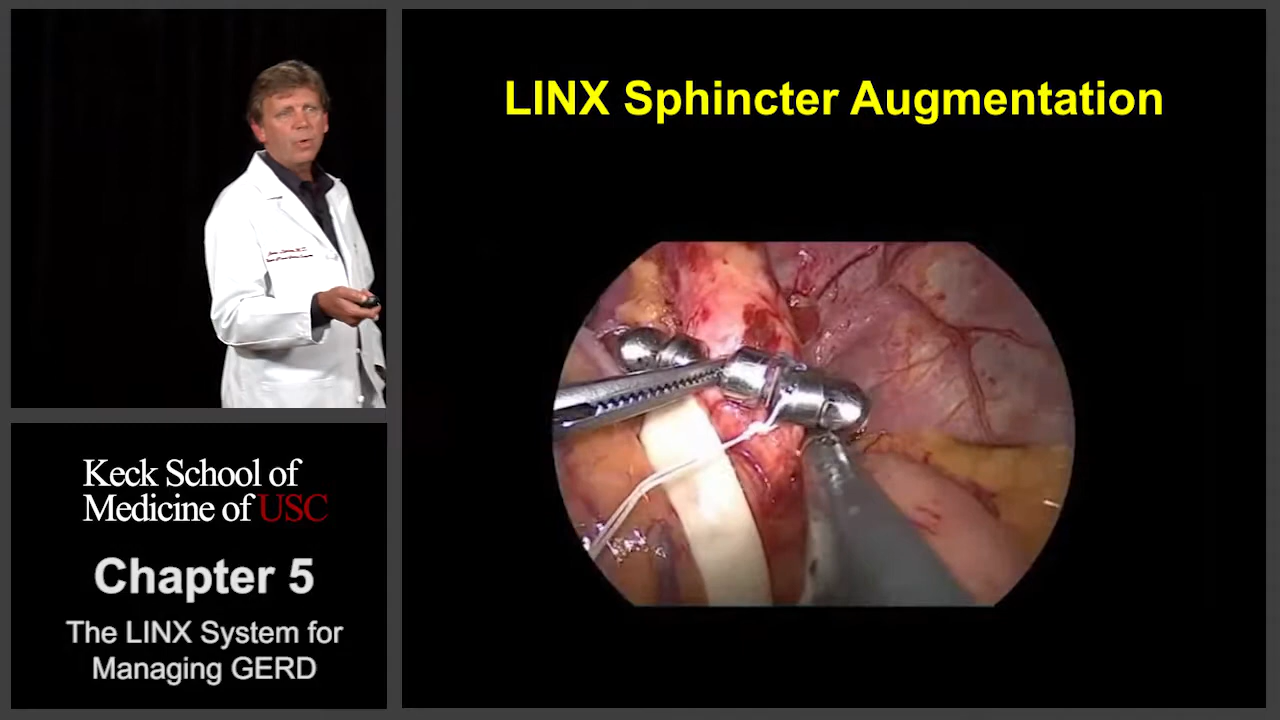 LINX Sphincter Augmentation
Keck School of
Medicine of USC
Chapter 5
The LINX System for
Managing GERD